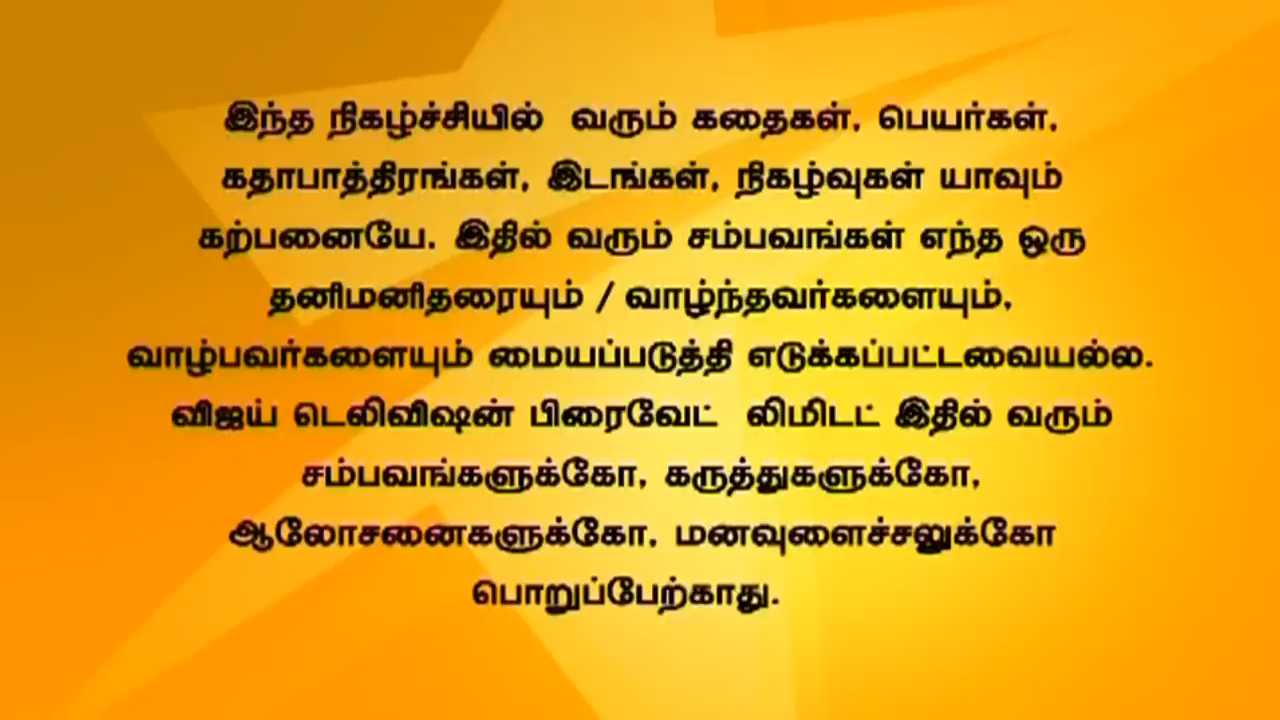 இந்த நிகழ்ச்சியில் வரும் கதைகள், பெயர்கள்,
கதாபாத்திரங்கள், இடங்கள், நிகழ்வுகள் யாவும்
கற்பனையே. இதில் வரும் சம்பவங்கள் எந்த ஒரு
தனிமனிதரையும் / வாழ்ந்தவர்களையும்,
வாழ்பவர்களையும் மையப்படுத்தி எடுக்கப்பட்டவையல்ல.
விஜய் டெலிவிஷன் பிரைவேட் லிமிடட் இதில் வரும்
சம்பவங்களுக்கோ, கருத்துகளுக்கோ,
ஆலோசனைகளுக்கோ, மனவுளைச்சலுக்கோ
பொறுப்பேற்காது.